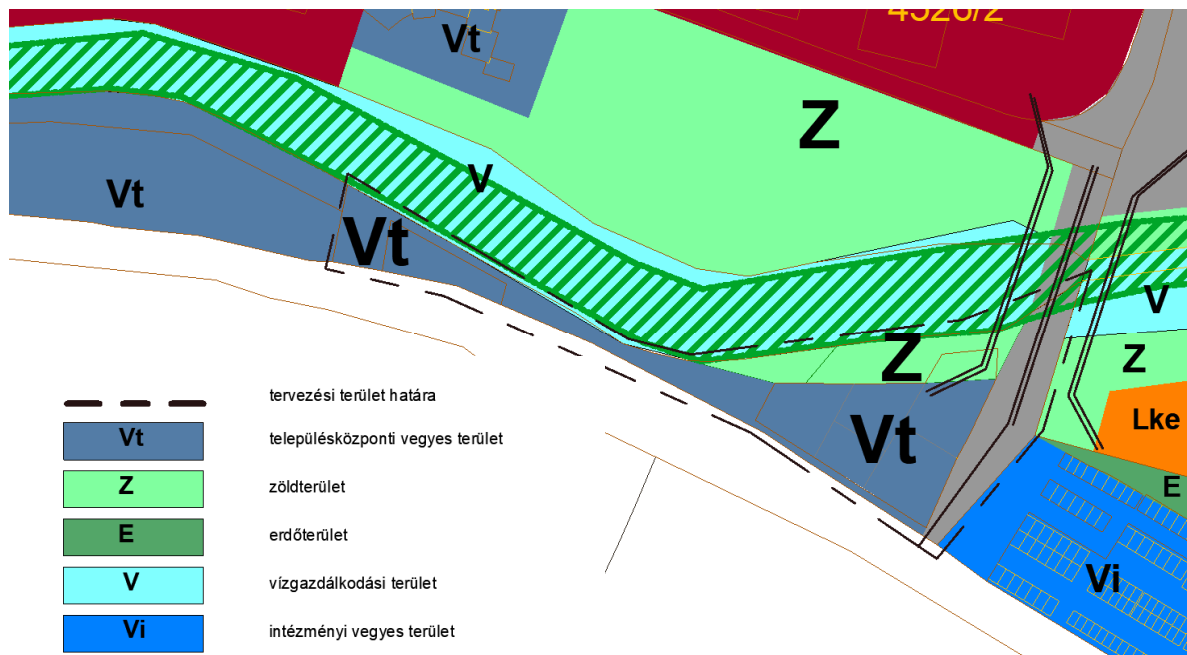 4526/2
Vt
Z
V
Vt
Vt
V
Z
Z
Lke
Vt
E
Vi
tervezési terület határa
Vt településközponti vegyes terület
Z zöldterület
E erdőterület
V vízgazdálkodási terület
Vi intézményi vegyes terület